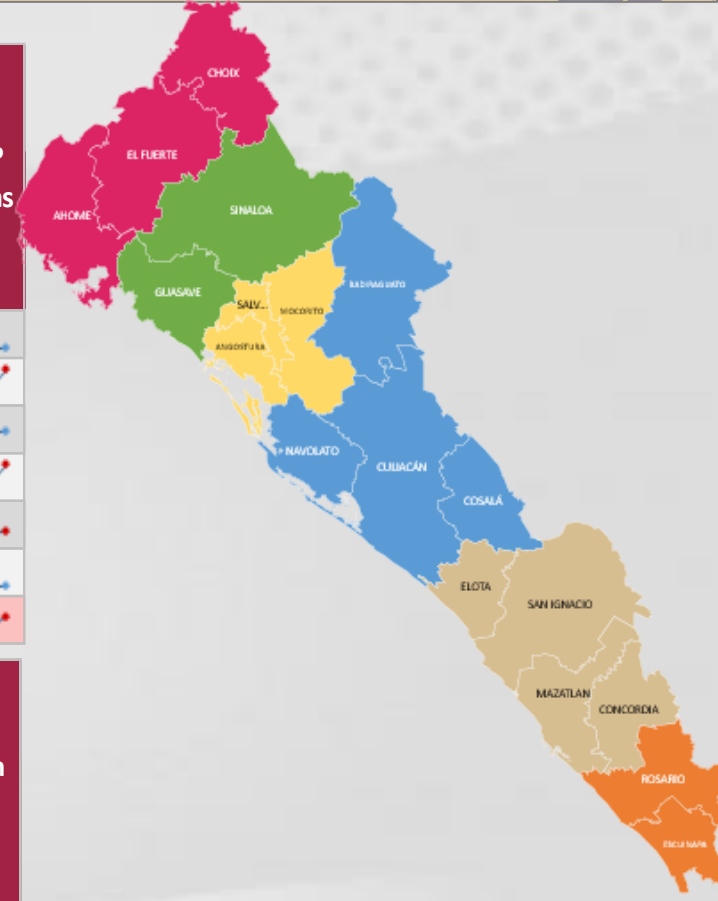 CHOIX
EL FUERTE
as
SINALOA
AHOME
BADIRAGUATO
GUASAVE
SALV...
MOCORITO
ANGOSTURA
NAVOLATO
CULIACÁN
COSALÁ
ELOTA
SAN IGNACIO
MAZATLAN
CONCORDIA
n
ROSARIO
ESCUINAPA